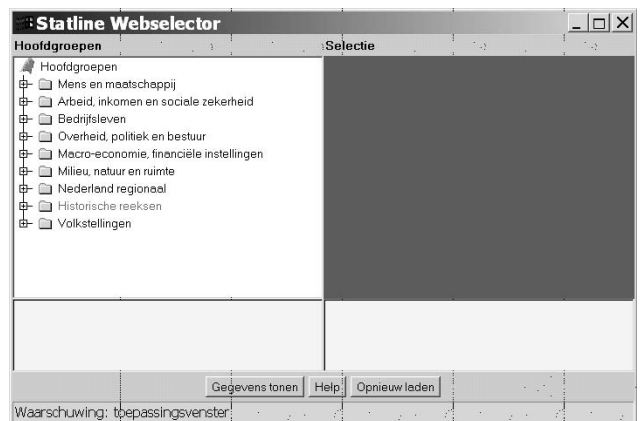 Statline Webselector
Hoofdgroepen Selectie
Hoofdgroepen
Mens en maatschappij
Arbeid, inkomen en sociale zekerheid
Bedrijfsleven
Overheid, politiek en bestuur
Macro-economie, financiële instellingen
Milieu, natuur en ruimte
Nederland regionaal
Historische reeksen
Volkstellingen
Gegevens tonen Help Opnieuw laden
Waarschuwing: toepassingsvenster